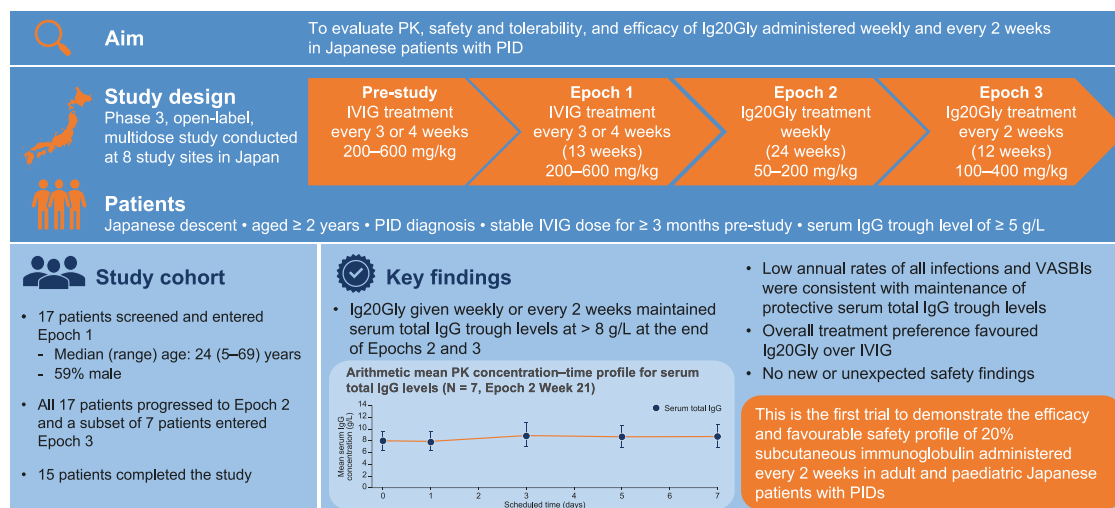 Aim
To evaluate PK, safety and tolerability, and efficacy of Ig20Gly administered weekly and every 2 weeks
in Japanese patients with PID
Study design
Phase 3, open-label,
multidose study conducted
at 8 study sites in Japan
Pre-study
IVIG treatment
every 3 or 4 weeks
200–600 mg/kg
Epoch 1
IVIG treatment
every 3 or 4 weeks
(13 weeks)
200–600 mg/kg
Epoch 2
Ig20Gly treatment
weekly
(24 weeks)
50–200 mg/kg
Epoch 3
Ig20Gly treatment
every 2 weeks
(12 weeks)
100–400 mg/kg
Patients
Japanese descent • aged ≥ 2 years • PID diagnosis • stable IVIG dose for ≥ 3 months pre-study • serum IgG trough level of ≥ 5 g/L
Study cohort
• 17 patients screened and entered
Epoch 1
- Median (range) age: 24 (5–69) years
- 59% male
• All 17 patients progressed to Epoch 2
and a subset of 7 patients entered
Epoch 3
• 15 patients completed the study
Key findings
• Ig20Gly given weekly or every 2 weeks maintained
serum total IgG trough levels at > 8 g/L at the end
of Epochs 2 and 3
Arithmetic mean PK concentration–time profile for serum
total IgG levels (N = 7, Epoch 2 Week 21)
Mean serum IgG
concentration (g/L)
14
12
10
8
6
4
2
0
Serum total IgG
0 1 2 3 4 5 6 7
Scheduled time (days)
• Low annual rates of all infections and VASBIs
were consistent with maintenance of
protective serum total IgG trough levels
• Overall treatment preference favoured
Ig20Gly over IVIG
• No new or unexpected safety findings
This is the first trial to demonstrate the efficacy
and favourable safety profile of 20%
subcutaneous immunoglobulin administered
every 2 weeks in adult and paediatric Japanese
patients with PIDs